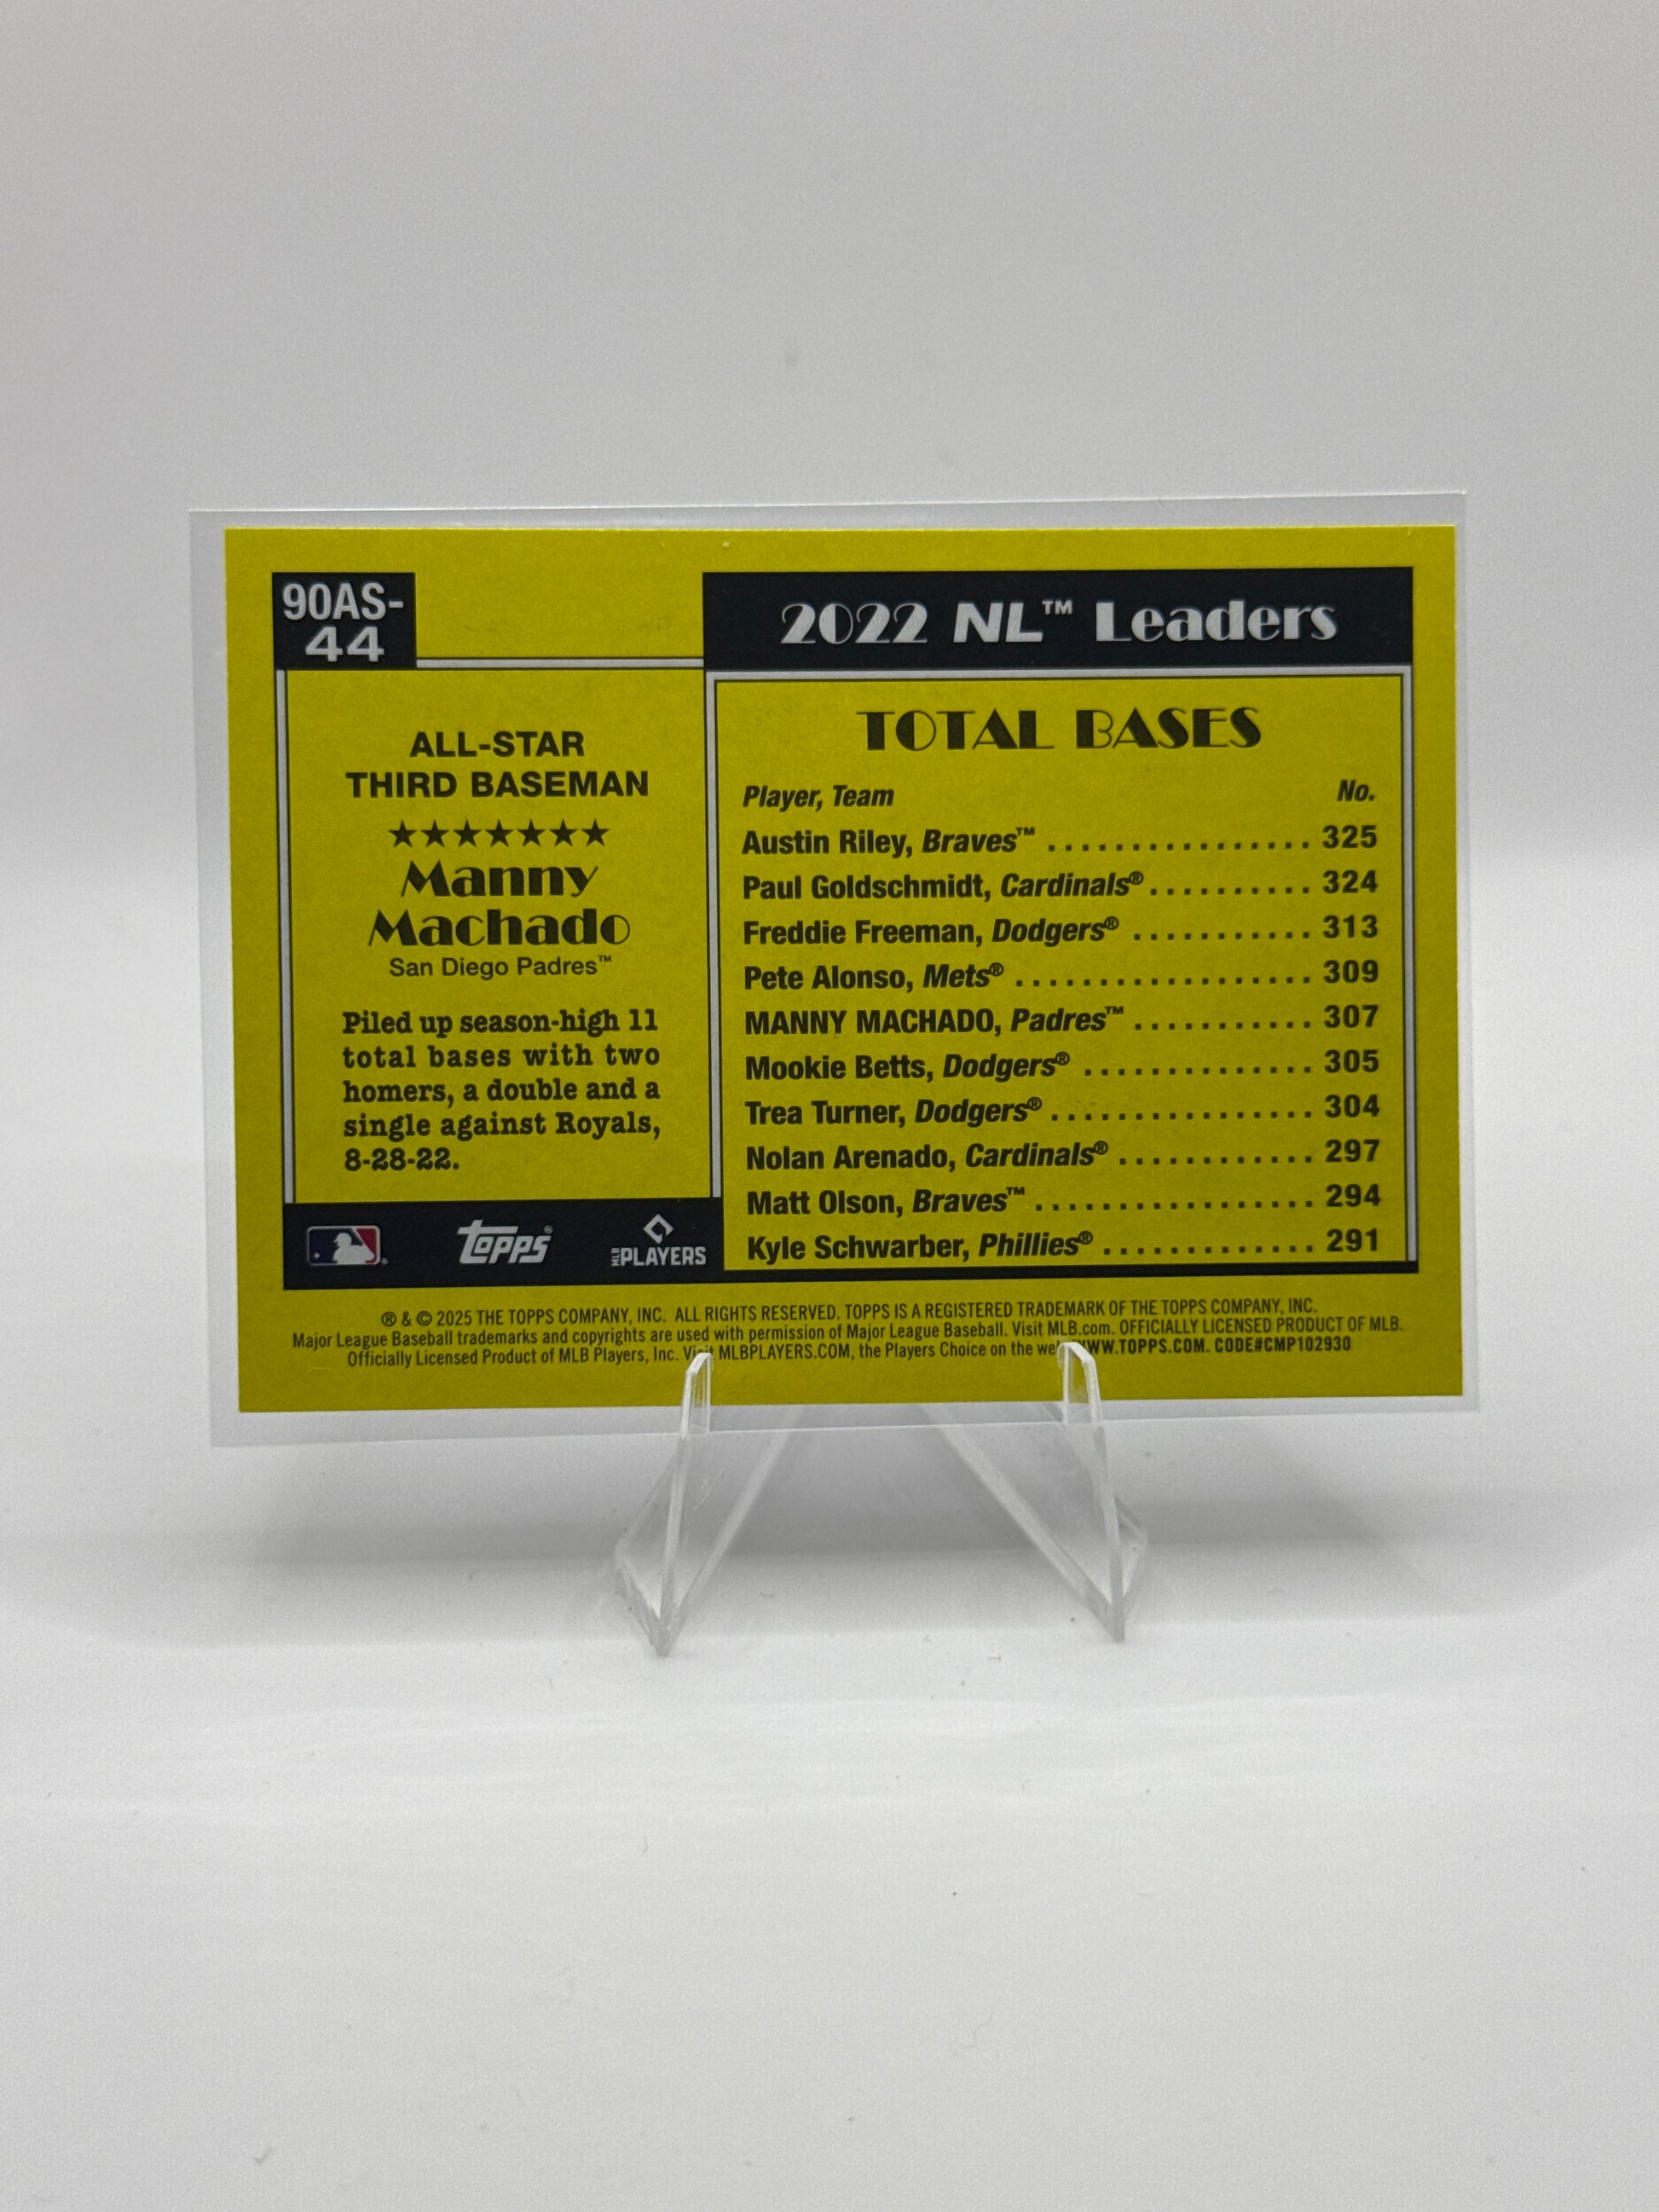 90AS-
44
ALL-STAR
THIRD BASEMAN
★★★★★★★
Manny
Machado
San Diego Padres™
Piled up season-high 11
total bases with two
homers, a double and a
single against Royals,
8-28-22.
Topps®
MLB PLAYERS
2022 NL™ Leaders
TOTAL BASES
Player, Team No.
Austin Riley, Braves™ ................ 325
Paul Goldschmidt, Cardinals®.......... 324
Freddie Freeman, Dodgers® ........... 313
Pete Alonso, Mets® .................. 309
MANNY MACHADO, Padres™ ........... 307
Mookie Betts, Dodgers® .............. 305
Trea Turner, Dodgers® ................ 304
Nolan Arenado, Cardinals® ............ 297
Matt Olson, Braves™ ................. 294
Kyle Schwarber, Phillies® ............. 291
® & © 2025 THE TOPPS COMPANY, INC. ALL RIGHTS RESERVED. TOPPS IS A REGISTERED TRADEMARK OF THE TOPPS COMPANY, INC.
Major League Baseball trademarks and copyrights are used with permission of Major League Baseball. Visit MLB.com. OFFICIALLY LICENSED PRODUCT OF MLB.
Officially Licensed Product of MLB Players, Inc. Visit MLBPLAYERS.COM, the Players Choice on the WWW.TOPPS.COM. CODE#CMP102930